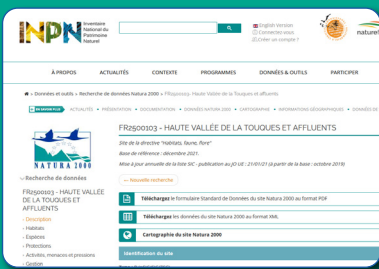 INPN
Inventaire
National du
Patrimoine
Naturel
English Version
Connectez vous
Créer un compte ?
nature
À PROPOS
ACTUALITÉS
CONTEXTE
PROGRAMMES
DONNÉES & OUTILS
PARTICIPER
» Données et outils » Recherche de données Natura 2000 » FR2500103 - Haute Vallée de la Touques et affluents
EN SAVOIR PLUS
ACTUALITÉS • PRÉSENTATION • DOCUMENTATION • DONNÉES NATURA 2000 • CARTOGRAPHIE • INFORMATIONS GÉOGRAPHIQUES • DONNÉES DE
NATURA 2000
Recherche de données
FR2500103 - HAUTE VALLÉE
DE LA TOUQUES ET
AFFLUENTS
- Description
- Habitats
- Espèces
- Protections
- Activités, menaces et pressions
- Gestion
FR2500103 - HAUTE VALLÉE DE LA TOUQUES ET AFFLUENTS
Site de la directive "Habitats, faune, flore"
Base de référence : décembre 2021.
Mise à jour annuelle de la liste SIC - publication au JO UE : 21/01/21 (à partir de la base : octobre 2019)
Nouvelle recherche
Téléchargez le formulaire Standard de Données du site Natura 2000 au format PDF
Téléchargez les données du site Natura 2000 au format XML
Cartographie du site Natura 2000
Identification du site